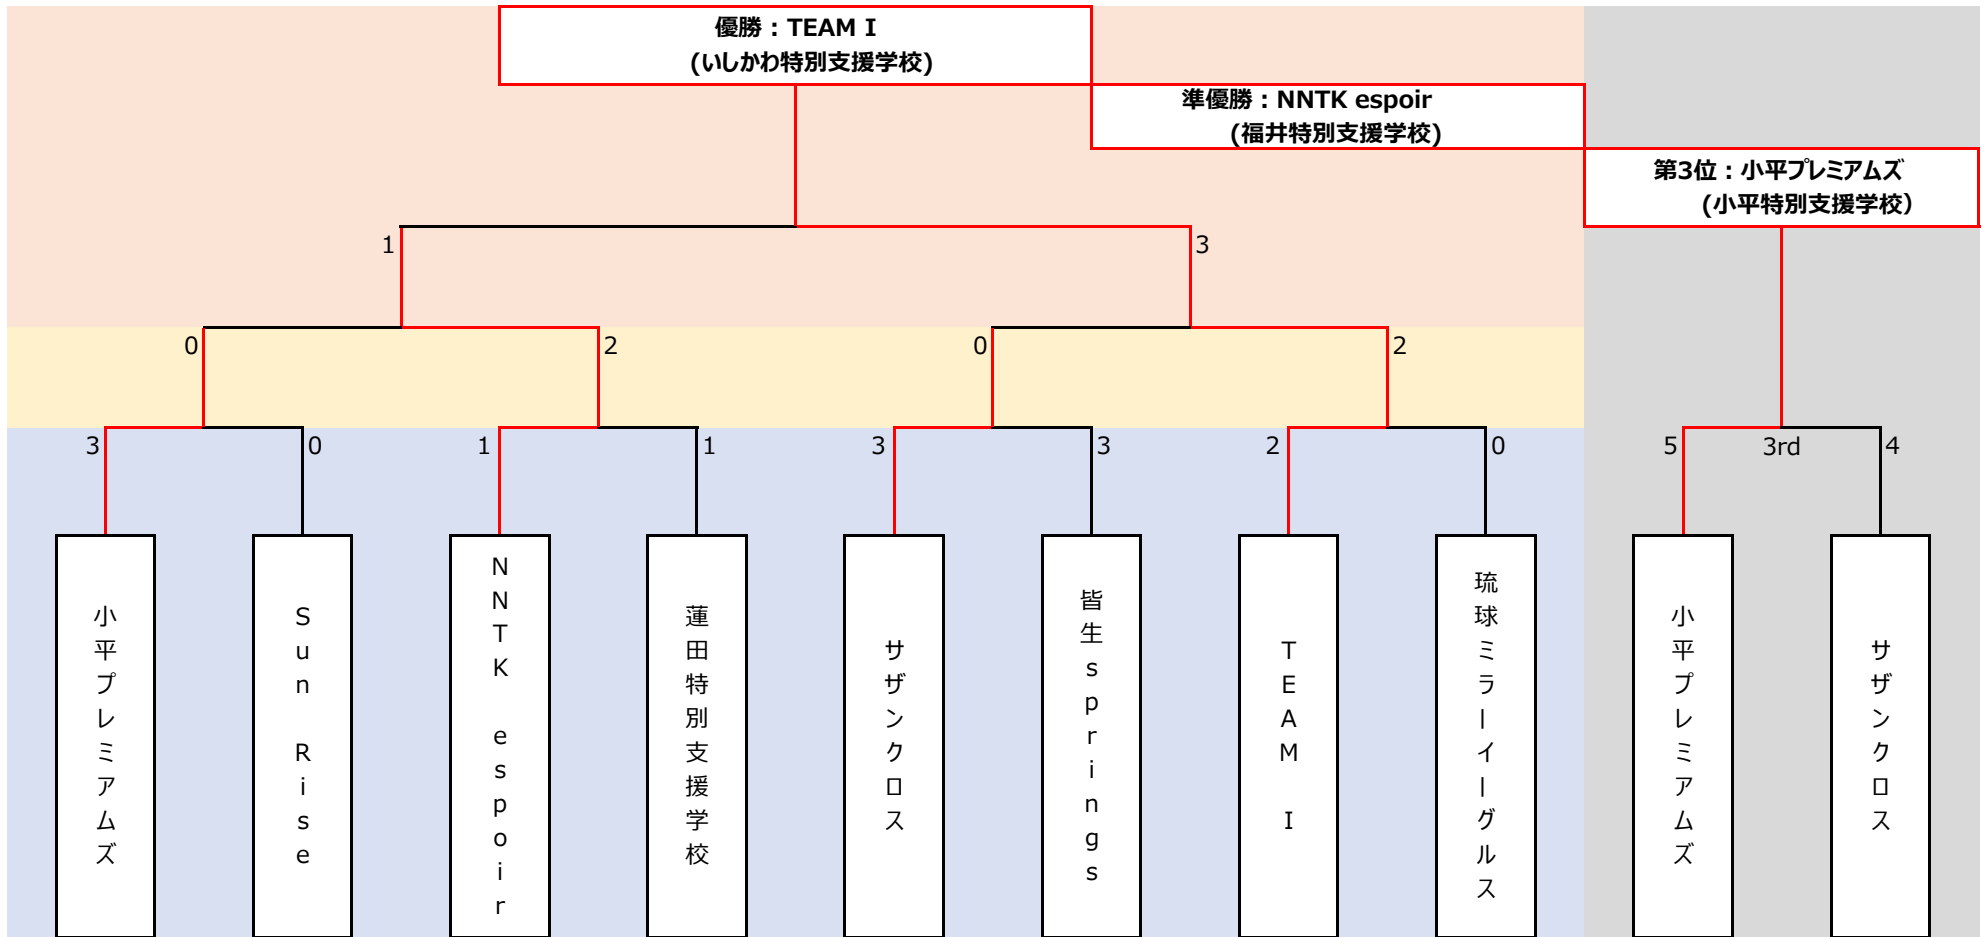 優勝：TEAM I
(いしかわ特別支援学校)
準優勝：NNTK espoir
(福井特別支援学校)
第3位：小平プレミアムズ
(小平特別支援学校）
1
3
0
2
0
2
3
0
1
1
3
3
2
0
5
3rd
4
小平プレミアムズ
Sun Rise
NNTK espoir
蓮田特別支援学校
サザンクロス
皆生springs
TEAM I
琉球ミラーイーグルス
小平プレミアムズ
サザンクロス